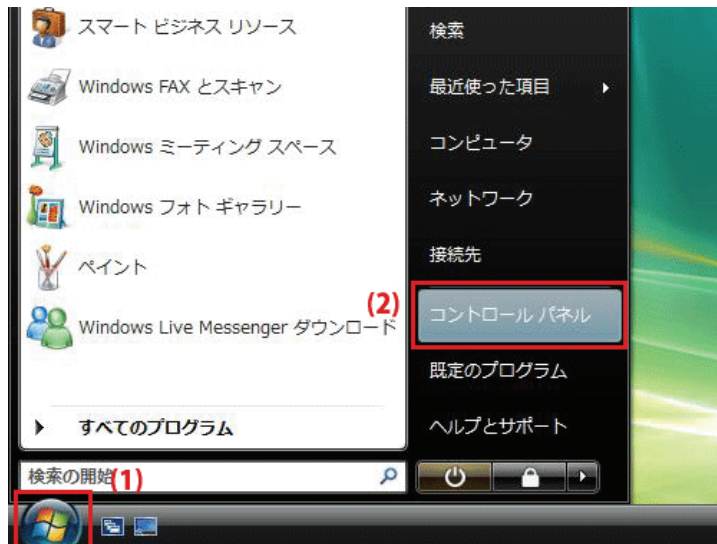 スマート ビジネス リソース
Windows FAX とスキャン
Windows ミーティング スペース
Windows フォト ギャラリー
ペイント
Windows Live Messenger ダウンロード
すべてのプログラム
検索の開始
(1)
検索
最近使った項目
コンピュータ
ネットワーク
接続先
(2)
コントロール パネル
既定のプログラム
ヘルプとサポート